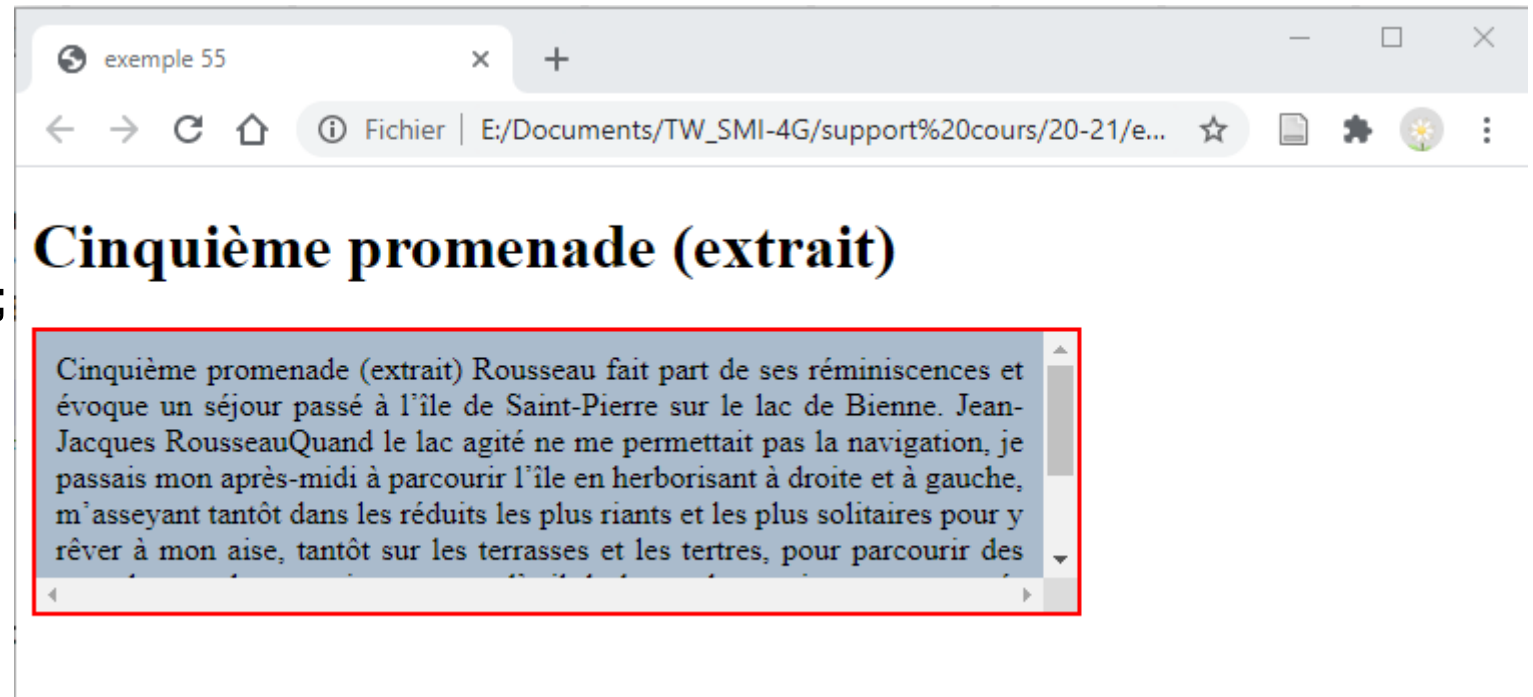 exemple 55
Fichier | E:/Documents/TW_SMI-4G/support%20cours/20-21/e...
Cinquième promenade (extrait)
Cinquième promenade (extrait) Rousseau fait part de ses réminiscences et
évoque un séjour passé à l’île de Saint-Pierre sur le lac de Bienne. Jean-
Jacques RousseauQuand le lac agité ne me permettait pas la navigation, je
passais mon après-midi à parcourir l’île en herborisant à droite et à gauche,
m’asseyant tantôt dans les réduits les plus riants et les plus solitaires pour y
rêver à mon aise, tantôt sur les terrasses et les tertres, pour parcourir des